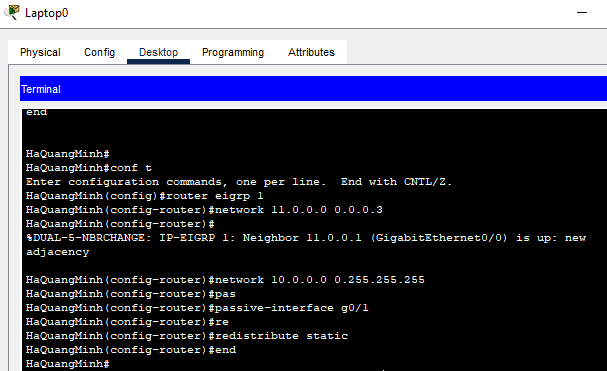 Laptop0
Physical Config Desktop Programming Attributes
Terminal
end
HaQuangMinh#
HaQuangMinh#conf t
Enter configuration commands, one per line.  End with CNTL/Z.
HaQuangMinh(config)#router eigrp 1
HaQuangMinh(config-router)#network 11.0.0.0 0.0.0.3
HaQuangMinh(config-router)#
%DUAL-5-NBRCHANGE: IP-EIGRP 1: Neighbor 11.0.0.1 (GigabitEthernet0/0) is up: new
adjacency
HaQuangMinh(config-router)#network 10.0.0.0 0.255.255.255
HaQuangMinh(config-router)#pas
HaQuangMinh(config-router)#passive-interface g0/1
HaQuangMinh(config-router)#re
HaQuangMinh(config-router)#redistribute static
HaQuangMinh(config-router)#end
HaQuangMinh#